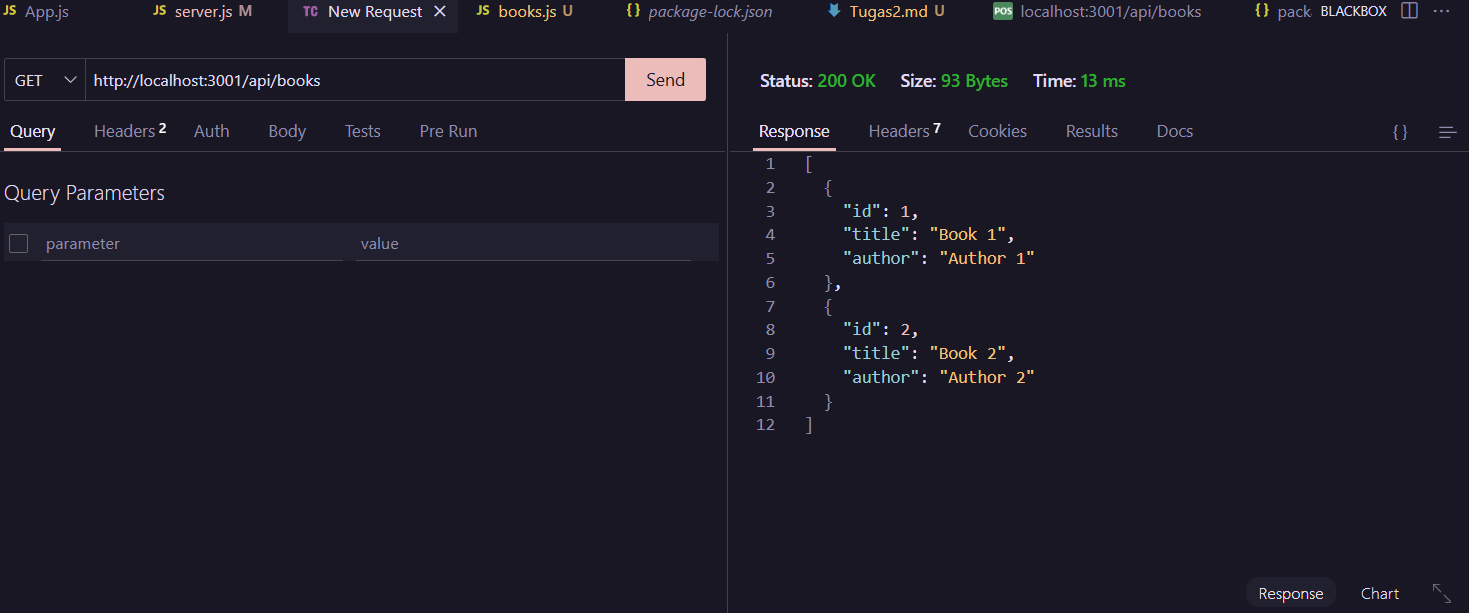 JS App.js JS server.js M TC New Request × JS books.js U {} package-lock.json Tugas2.md U POS localhost:3001/api/books {} pack BLACKBOX ...
GET http://localhost:3001/api/books Send
Status: 200 OK Size: 93 Bytes Time: 13 ms
Query Headers 2 Auth Body Tests Pre Run
Response Headers 7 Cookies Results Docs {}
Query Parameters
parameter value
1 [
2 {
3 "id": 1,
4 "title": "Book 1",
5 "author": "Author 1"
6 },
7 {
8 "id": 2,
9 "title": "Book 2",
10 "author": "Author 2"
11 }
12 ]
Response Chart